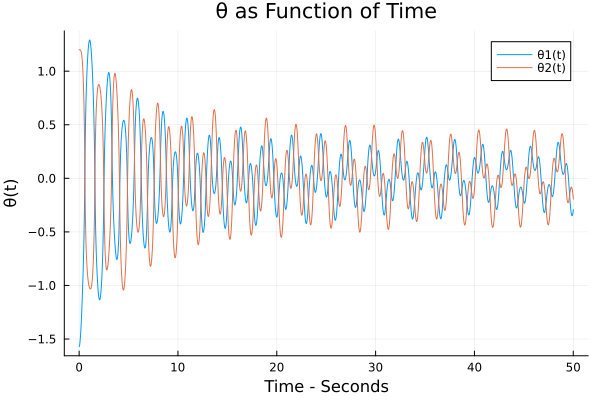 θ as Function of Time
θ(t)
1.0
0.5
0.0
−0.5
−1.0
−1.5
θ1(t)
θ2(t)
0 10 20 30 40 50
Time - Seconds